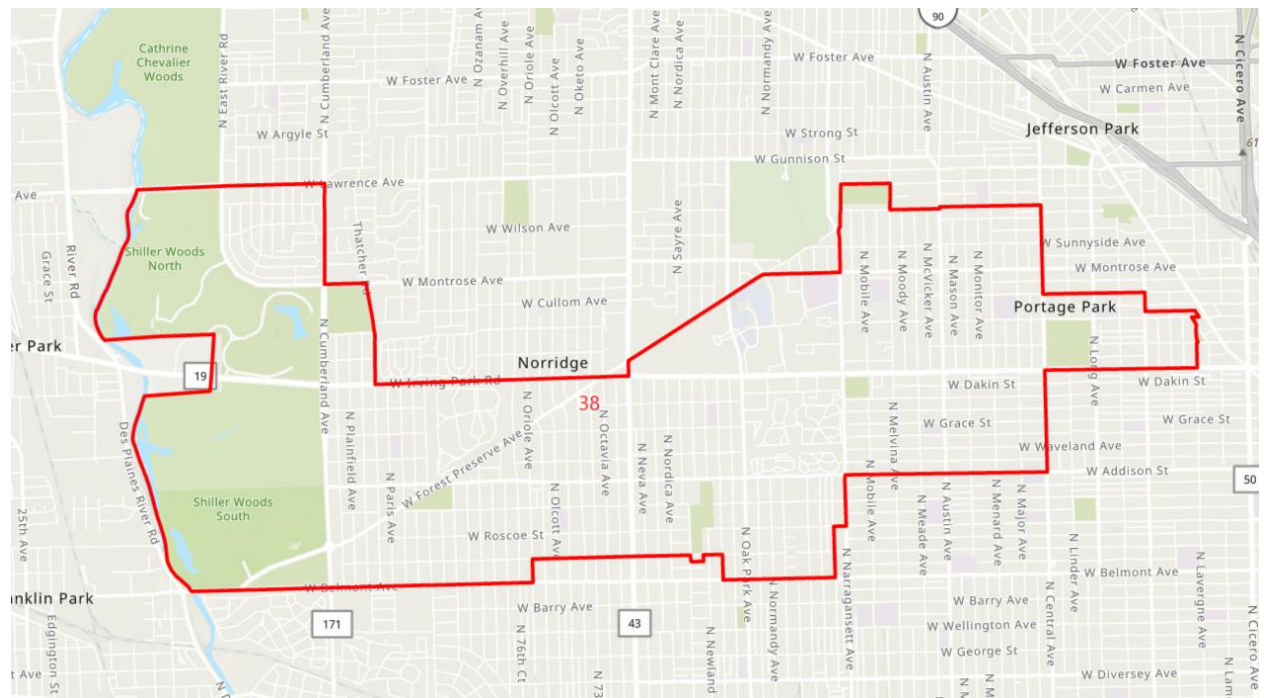 Cathrine
Chevalier
Woods
N East River Rd
N Cumberland Ave
N Overhill Ave
N Oriole Ave
N Olcott Ave
N Oketo Ave
N Mont Clare Ave
N Nordica Ave
N Normandy Ave
90
N Austin Ave
N Cicero Ave
W Foster Ave
W Foster Ave
W Foster Ave
W Carmen Ave
W Argyle St
W Strong St
Jefferson Park
W Gunnison St
W Lawrence Ave
Ave
Thatcher Rd
W Wilson Ave
N Sayre Ave
River Rd
Grace St
Shiller Woods
North
W Montrose Ave
W Cullom Ave
N Mobile Ave
N Moody Ave
N McVicker Ave
N Mason Ave
N Monitor Ave
W Sunnyside Ave
W Montrose Ave
Portage Park
er Park
19
Norridge
W Irving Park Rd
38
N Cumberland Ave
N Long Ave
W Dakin St
W Dakin St
W Grace St
W Grace St
W Waveland Ave
W Addison St
50
Des Plaines River Rd
N Plainfield Ave
N Paris Ave
W Forest Preserve Ave
N Oriole Ave
N Octavia Ave
N Neva Ave
N Nordica Ave
N Melvina Ave
N Mobile Ave
Shiller Woods
South
25th Ave
W Roscoe St
N Olcott Ave
N Oak Park Ave
N Normandy Ave
N Narragansett Ave
N Meade Ave
N Austin Ave
N Menard Ave
N Major Ave
N Central Ave
N Linder Ave
N Lavergne Ave
N Cicero Ave
W Belmont Ave
W Belmont Ave
nklin Park
Edgington St
171
W Barry Ave
N 76th Ct
43
N Newland
W Barry Ave
W Wellington Ave
W George St
W Diversey Ave
t Ave
N 73